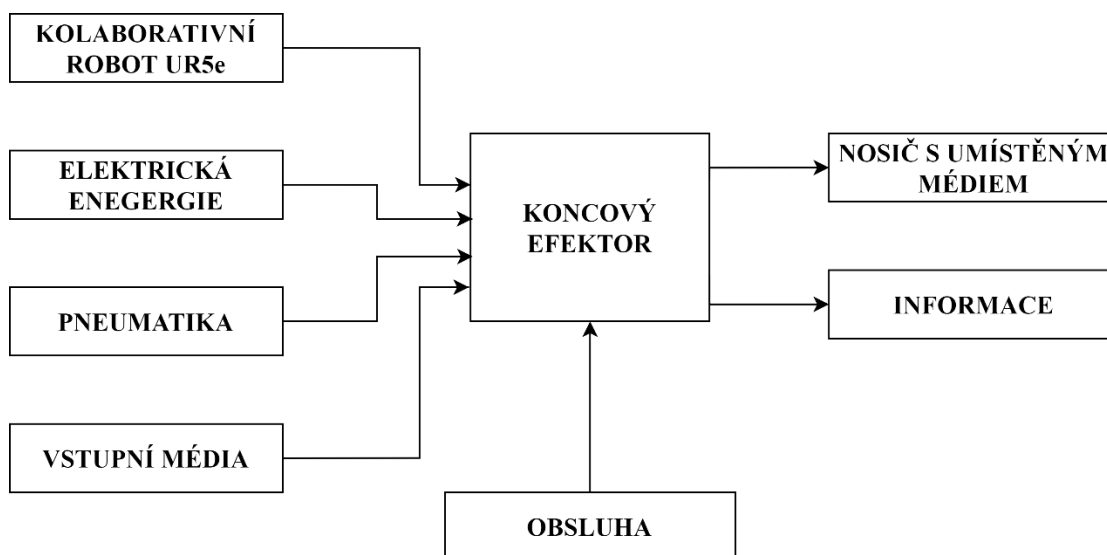 KOLABORATIVNÍ
ROBOT UR5e
ELEKTRICKÁ
ENEGERGIE
PNEUMATIKA
VSTUPNÍ MÉDIA
KONCOVÝ
EFEKTOR
OBSLUHA
NOSIČ S UMÍSTĚNÝM
MÉDIEM
INFORMACE